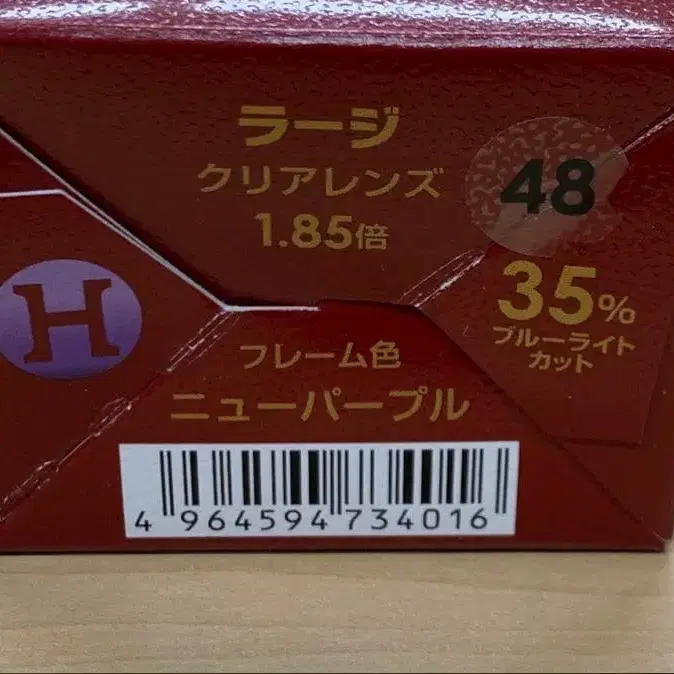 ラージ
クリアレンズ
1.85倍
48
35%
ブルーライト
カット
H
フレーム色
ニューパープル
4 964594 734016